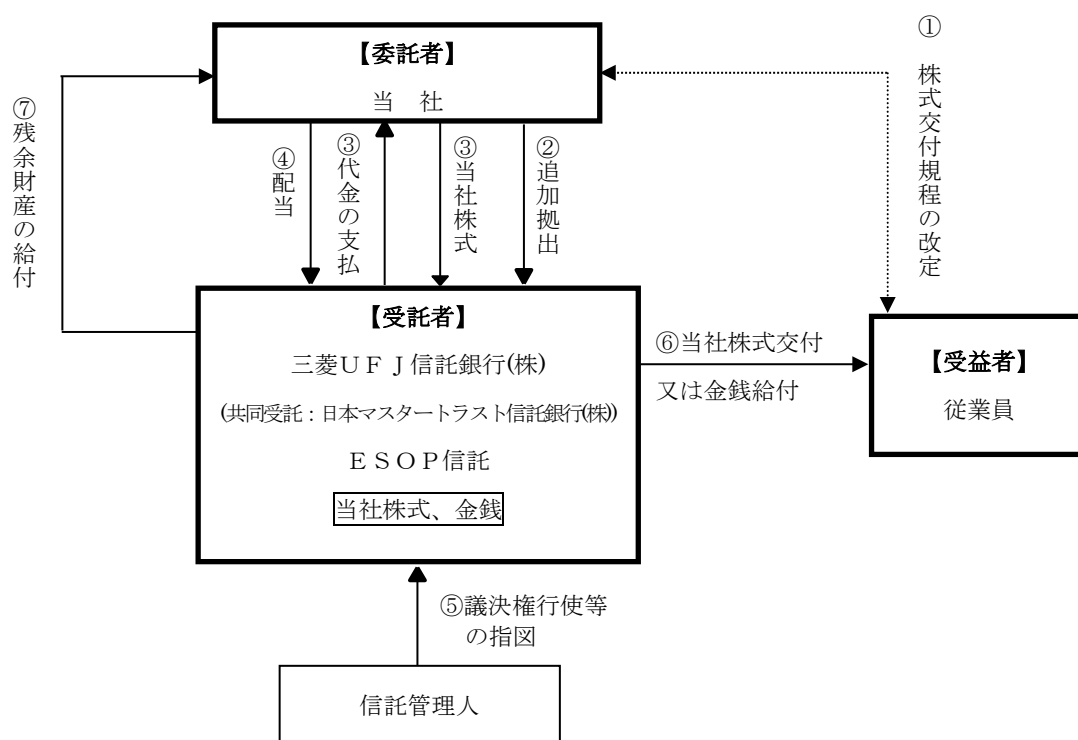 ①
株式交付規程の改定
【委託者】
当　社
⑦残余財産の給付
④配当
③代金の支払
③当社株式
②追加拠出
【受託者】
三菱ＵＦＪ信託銀行(株)
(共同受託：日本マスタートラスト信託銀行(株))
ＥＳＯＰ信託
当社株式、金銭
⑥当社株式交付
又は金銭給付
【受益者】
従業員
⑤議決権行使等
の指図
信託管理人